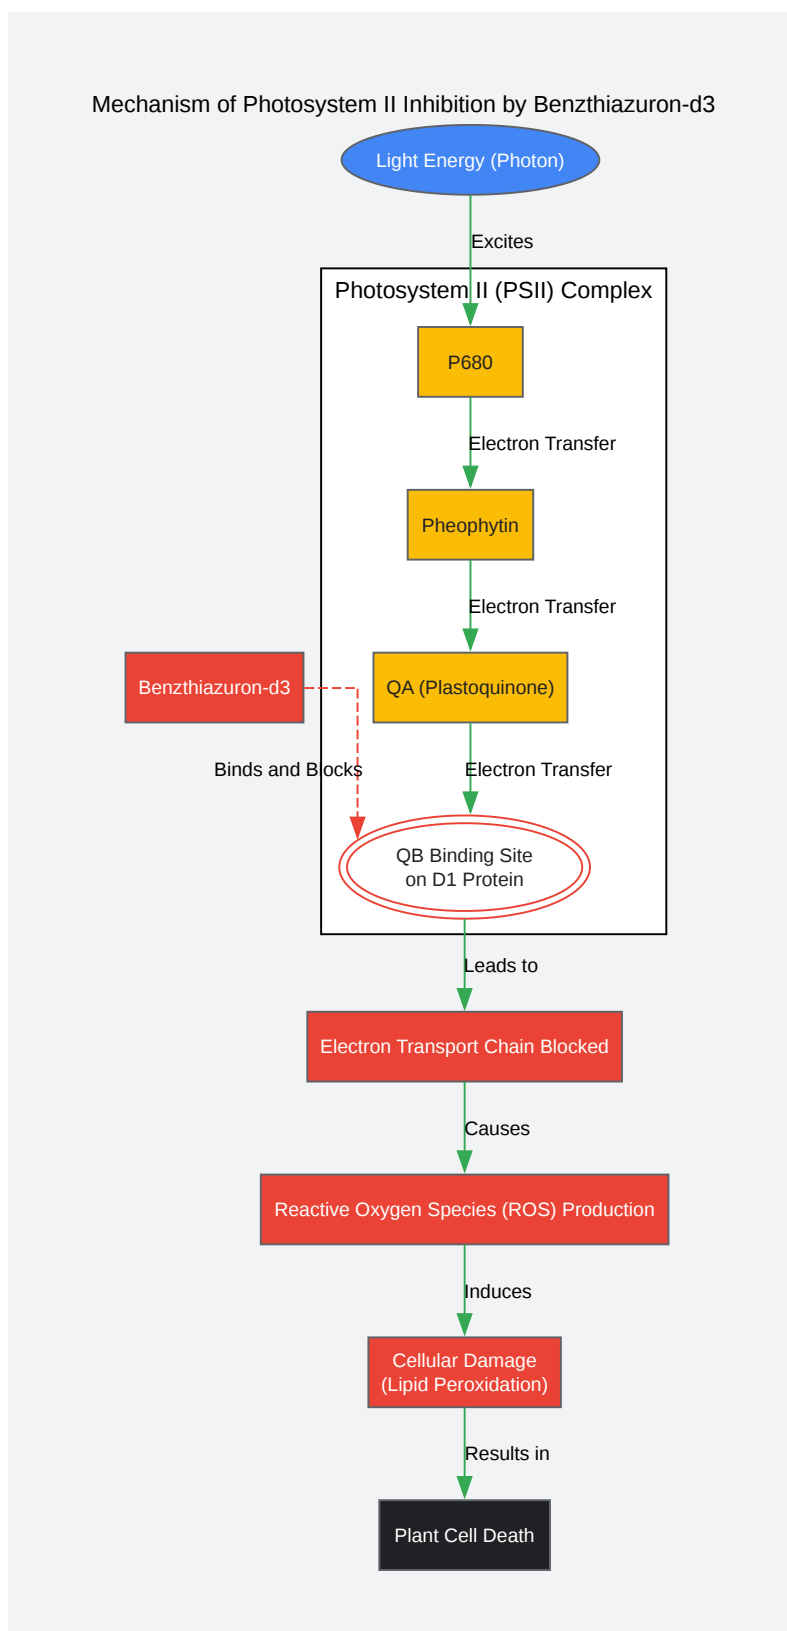 Mechanism of Photosystem II Inhibition by Benzthiazuron-d3
Light Energy (Photon)
Excites
Photosystem II (PSII) Complex
P680
Electron Transfer
Pheophytin
Electron Transfer
Benzthiazuron-d3
QA (Plastoquinone)
Binds and Blocks
Electron Transfer
QB Binding Site
on D1 Protein
Leads to
Electron Transport Chain Blocked
Causes
Reactive Oxygen Species (ROS) Production
Induces
Cellular Damage
(Lipid Peroxidation)
Results in
Plant Cell Death